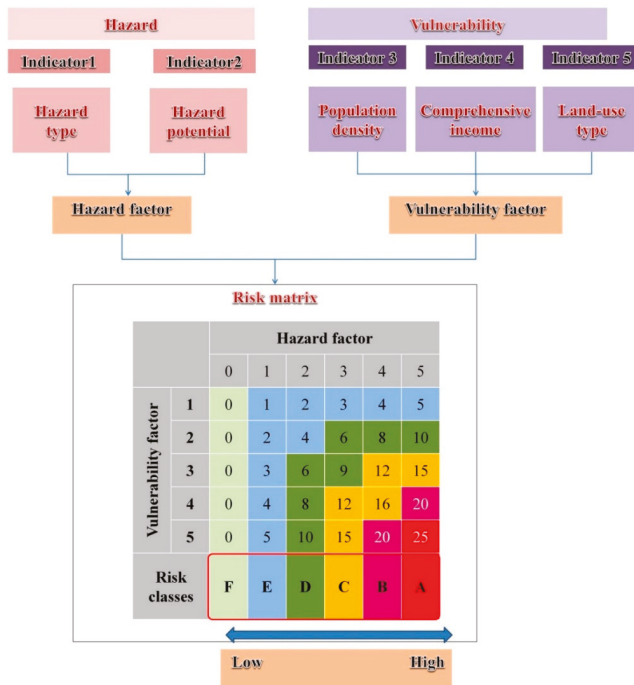 Hazard
Vulnerability
Indicator1
Indicator2
Indicator 3
Indicator 4
Indicator 5
Hazard
type
Hazard
potential
Population
density
Comprehensive
income
Land-use
type
Hazard factor
Vulnerability factor
Risk matrix
Hazard factor
0 1 2 3 4 5
Vulnerability factor
1 0 1 2 3 4 5
2 0 2 4 6 8 10
3 0 3 6 9 12 15
4 0 4 8 12 16 20
5 0 5 10 15 20 25
Risk
classes
F E D C B A
Low High